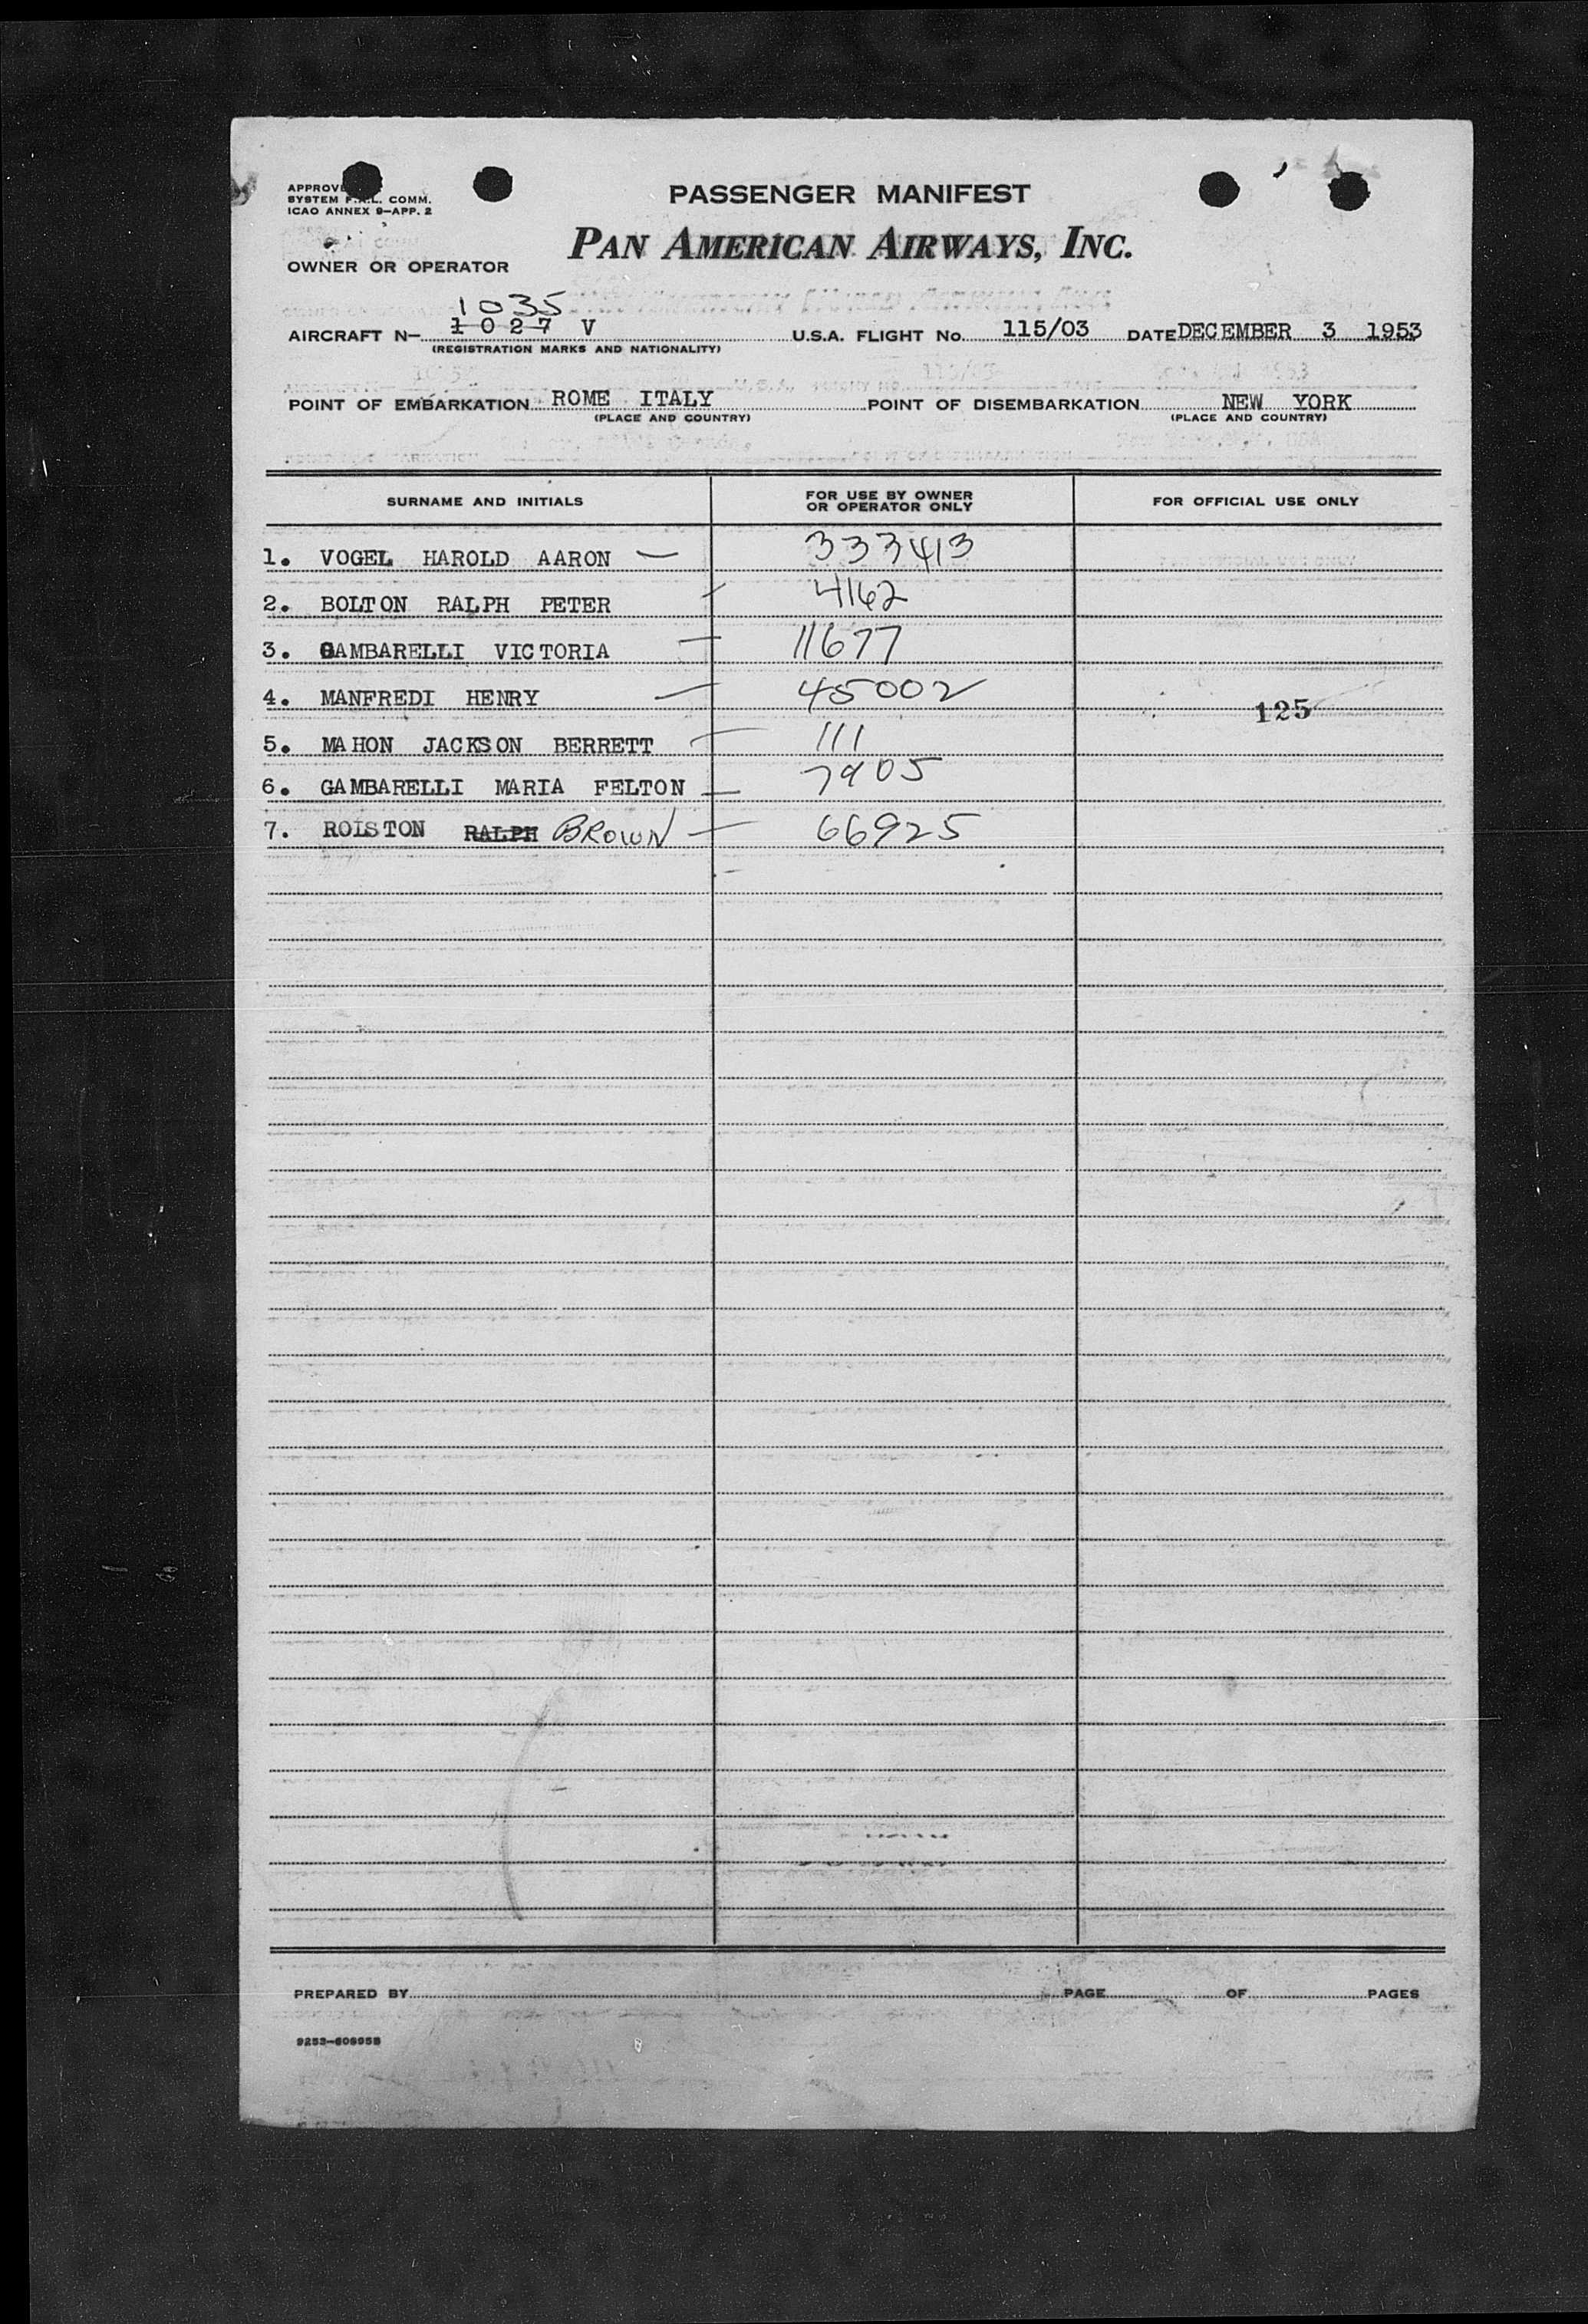 APPROVE
SYSTEM F.A.L. COMM.
ICAO ANNEX 9-APP. 2
PASSENGER MANIFEST
PAN AMERICAN AIRWAYS, INC.
OWNER OR OPERATOR
1035
AIRCRAFT N- 1027 V U.S.A. FLIGHT No. 115/03 DATE DECEMBER 3 1953
(REGISTRATION MARKS AND NATIONALITY)
POINT OF EMBARKATION ROME ITALY POINT OF DISEMBARKATION NEW YORK
(PLACE AND COUNTRY) (PLACE AND COUNTRY)
SURNAME AND INITIALS FOR USE BY OWNER OR OPERATOR ONLY FOR OFFICIAL USE ONLY
1. VOGEL HAROLD AARON — 333413
2. BOLTON RALPH PETER — 4162
3. GAMBARELLI VICTORIA — 11677
4. MANFREDI HENRY — 45002
125
5. MAHON JACKSON BERRETT — 111
6. GAMBARELLI MARIA FELTON — 7905
7. ROISTON RALPH BROWN — 66925
PREPARED BY PAGE OF PAGES
9253-606958